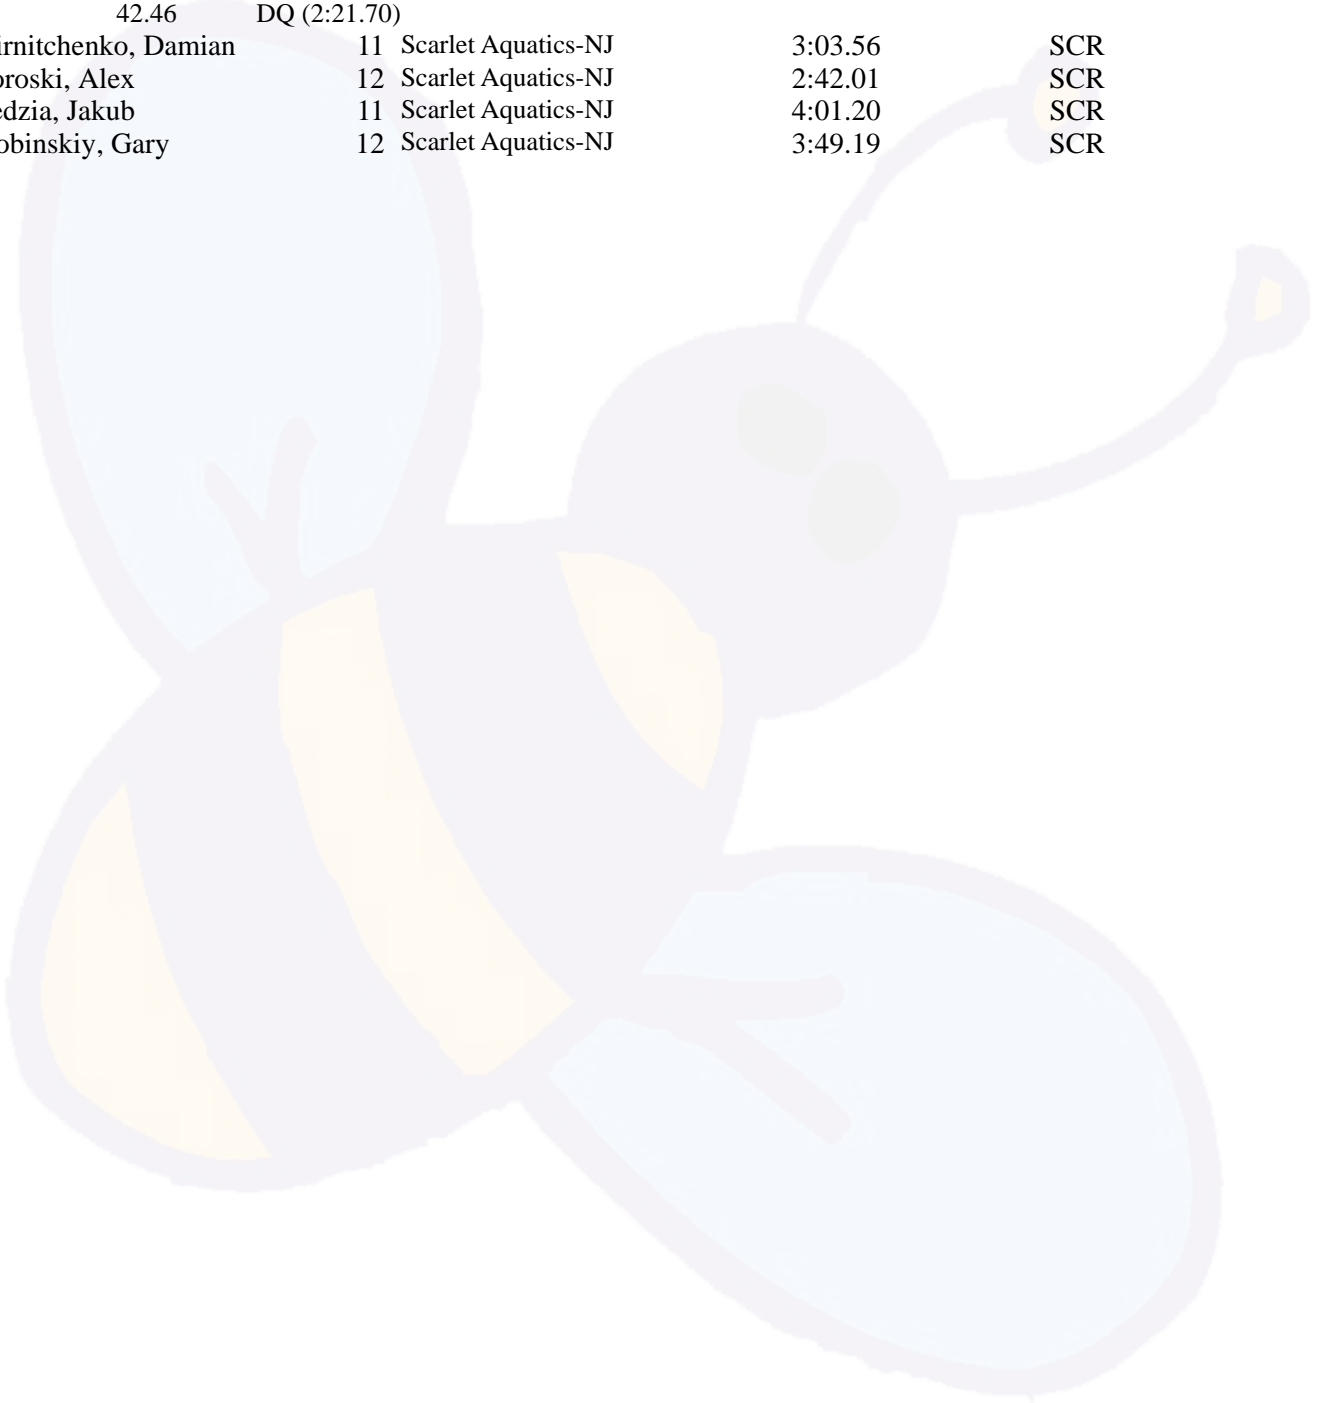 42.46 DQ (2:21.70)
irnitchenko, Damian 11 Scarlet Aquatics-NJ 3:03.56 SCR
oroski, Alex 12 Scarlet Aquatics-NJ 2:42.01 SCR
edzia, Jakub 11 Scarlet Aquatics-NJ 4:01.20 SCR
obinskiy, Gary 12 Scarlet Aquatics-NJ 3:49.19 SCR